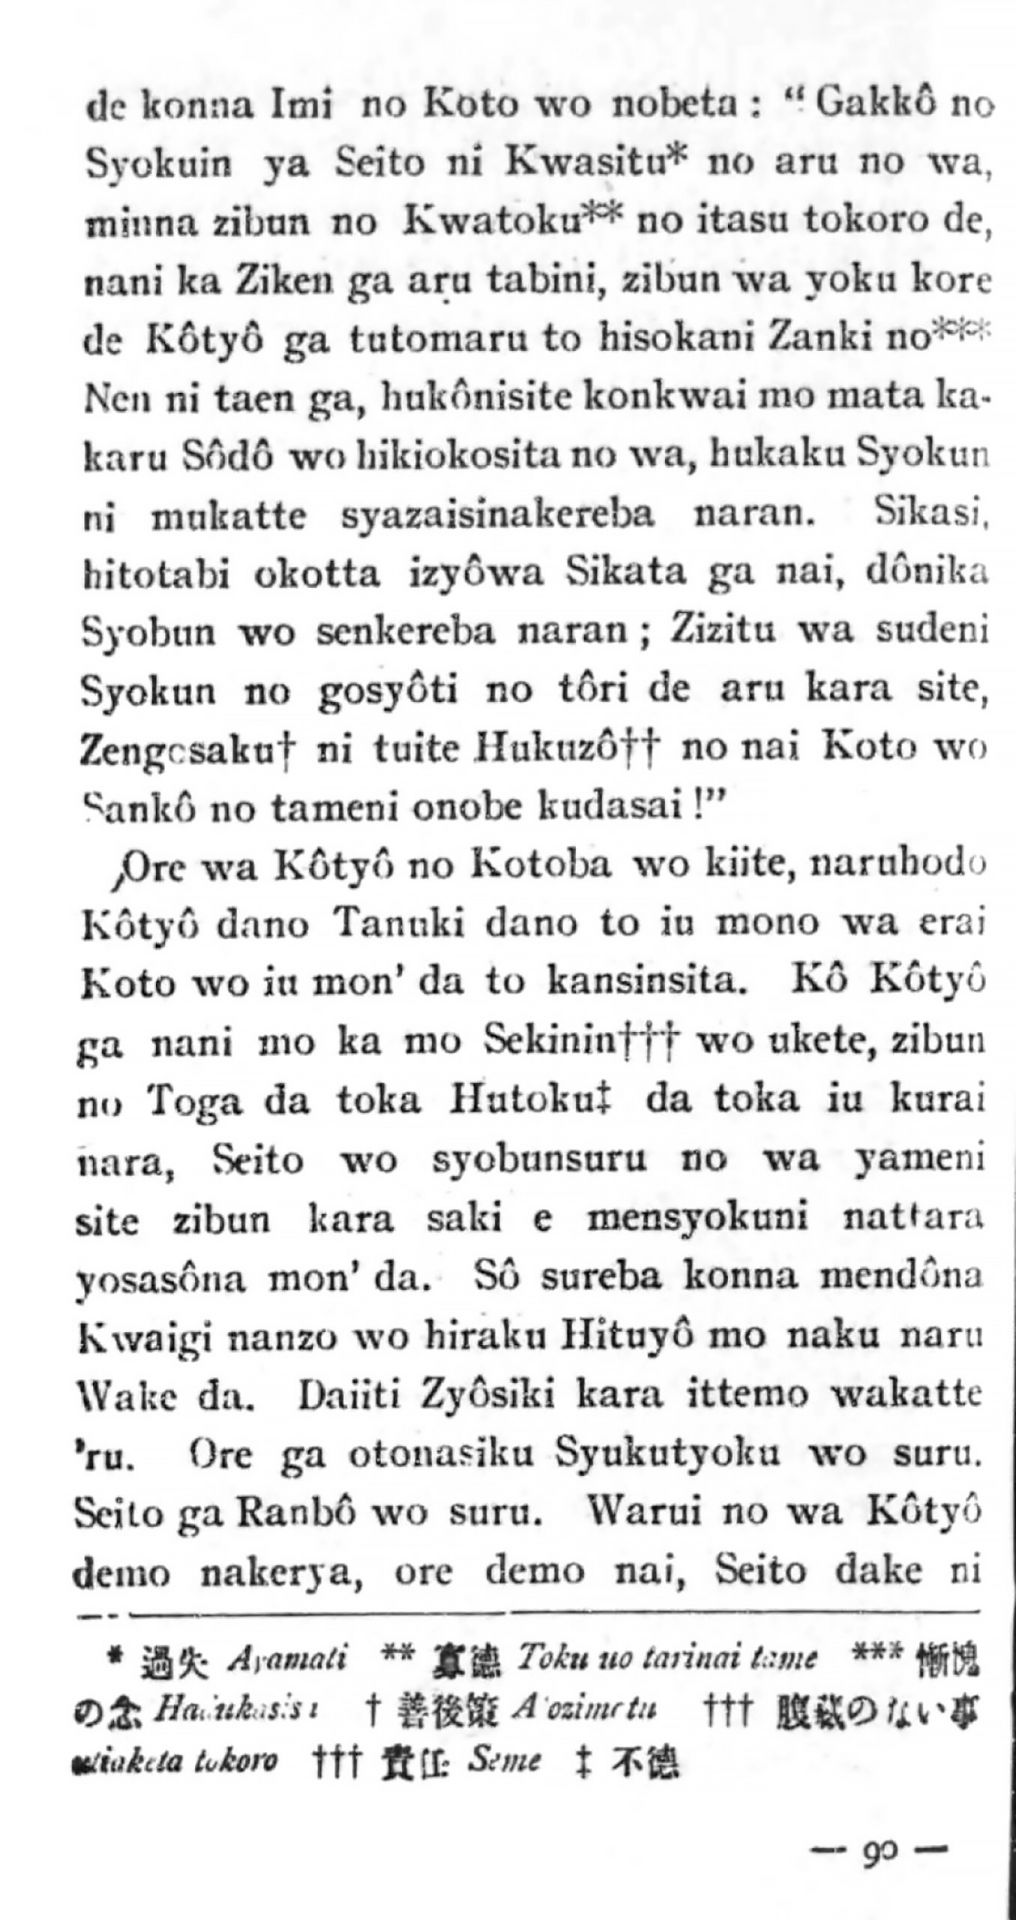 de konna Imi no Koto wo nobeta : “ Gakkô no
Syokuin ya Seito ni Kwasitu* no aru no wa,
minna zibun no Kwatoku** no itasu tokoro de,
nani ka Ziken ga aru tabini, zibun wa yoku kore
de Kôtyô ga tutomaru to hisokani Zanki no***
Nen ni taen ga, hukônisite konkwai mo mata ka-
karu Sôdô wo hikiokosita no wa, hukaku Syokun
ni mukatte syazaisinakereba naran. Sikasi,
hitotabi okotta izyôwa Sikata ga nai, dônika
Syobun wo senkereba naran ; Zizitu wa sudeni
Syokun no gosyôti no tôri de aru kara site,
Zengosaku† ni tuite Hukuzô†† no nai Koto wo
Sankô no tameni onobe kudasai !”
Ore wa Kôtyô no Kotoba wo kiite, naruhodo
Kôtyô dano Tanuki dano to iu mono wa erai
Koto wo iu mon’ da to kansinsita. Kô Kôtyô
ga nani mo ka mo Sekinin††† wo ukete, zibun
no Toga da toka Hutoku‡ da toka iu kurai
nara, Seito wo syobunsuru no wa yameni
site zibun kara saki e mensyokuni nattara
yosasôna mon’ da. Sô sureba konna mendôna
Kwaigi nanzo wo hiraku Hituyô mo naku naru
Wake da. Daiiti Zyôsiki kara ittemo wakatte
’ru. Ore ga otonasiku Syukutyoku wo suru.
Seito ga Ranbô wo suru. Warui no wa Kôtyô
demo nakerya, ore demo nai, Seito dake ni
* 過失 Ayamati ** 寡德 Toku no tarinai tame *** 慚愧
の念 † 善後策 ††† 腹蔵のない事
tokoro ††† 責任 Seme ‡ 不德
— 90 —